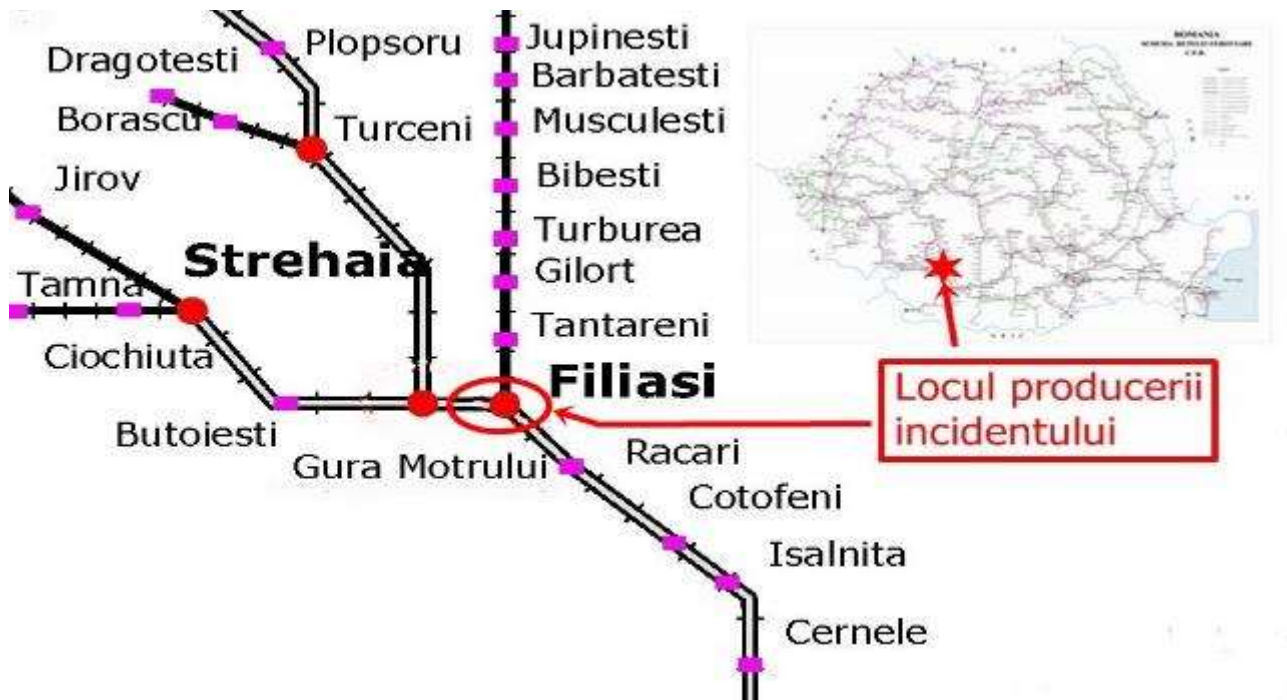 Plopsoru
Jupinesti
Dragotesti
Barbatesti
Borascu
Turceni
Musculesti
Jirov
Bibesti
Strehaia
Turburea
Gilort
Tamna
Tantareni
Ciochiuta
Filiasi
Butoiesti
Gura Motrului
Racari
Cotofeni
Isalnita
Cernele
ROMANIA
Locul producerii
incidentului